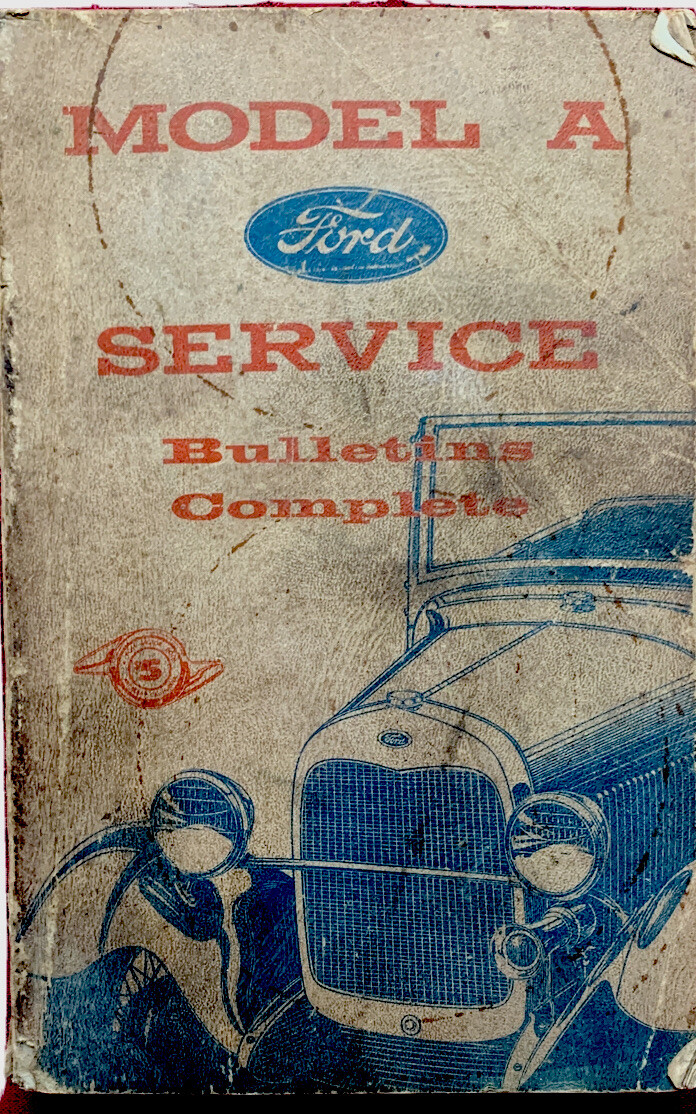 MODEL A
Ford
SERVICE
Bulletins
Complete
Ford